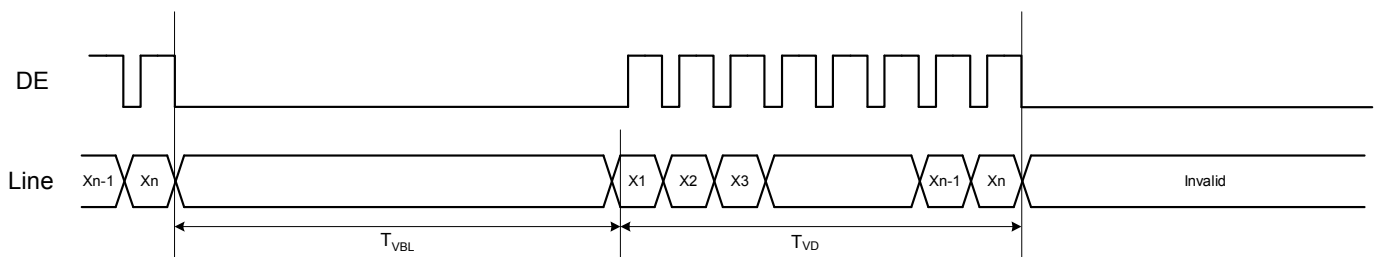 DE
Line
Xn-1 Xn X1 X2 X3 Xn-1 Xn Invalid
TVBL TVD